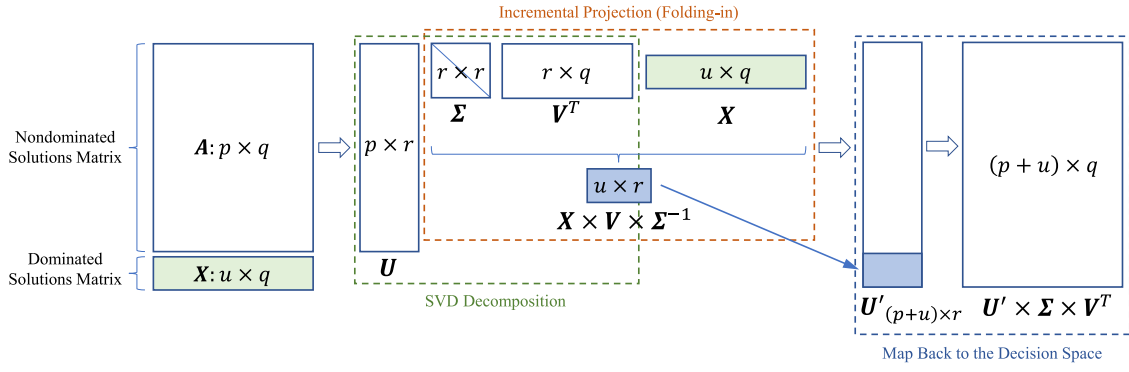 Incremental Projection (Folding-in)
Nondominated
Solutions Matrix
A: p × q
p × r
r × r
r × q
u × q
Σ
V^T
X
u × r
X × V × Σ^−1
(p + u) × q
Dominated
Solutions Matrix
X: u × q
U
SVD Decomposition
U′(p+u)×r
U′ × Σ × V^T
Map Back to the Decision Space